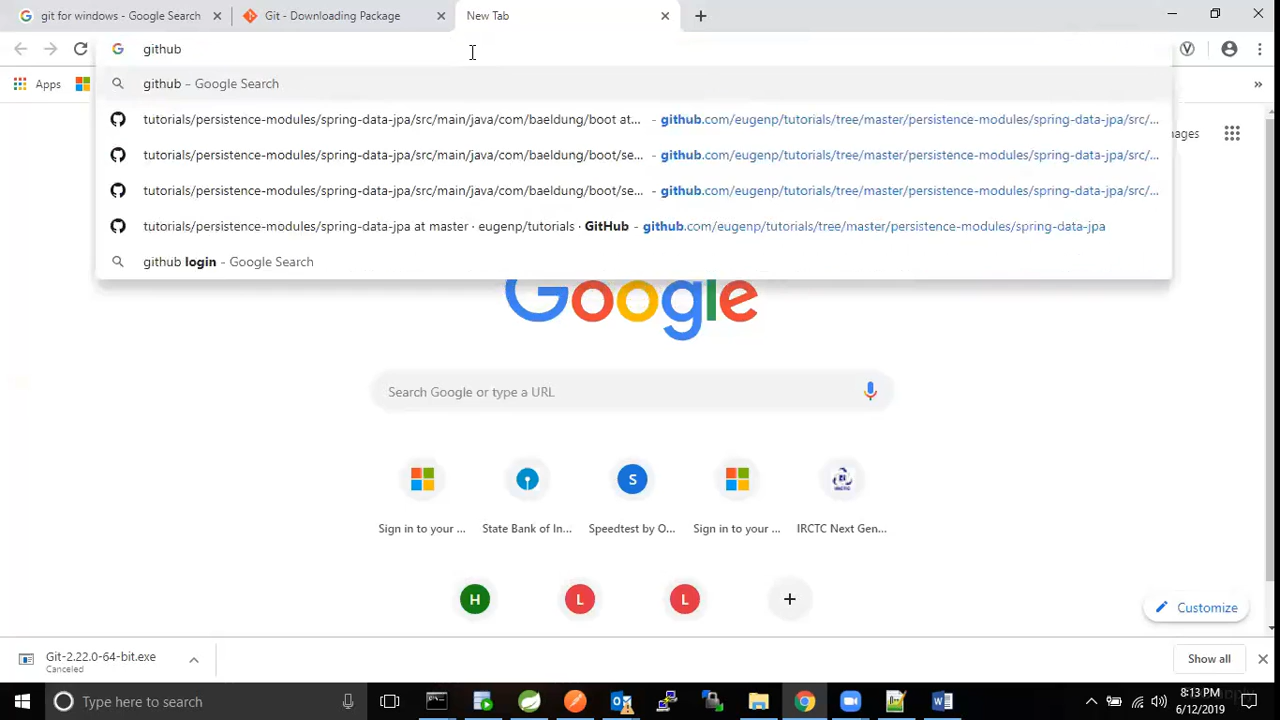 git for windows - Google Search
Git - Downloading Package
New Tab
github
Apps
github – Google Search
tutorials/persistence-modules/spring-data-jpa/src/main/java/com/baeldung/boot at... – github.com/eugenp/tutorials/tree/master/persistence-modules/spring-data-jpa/src/...
tutorials/persistence-modules/spring-data-jpa/src/main/java/com/baeldung/boot/se... – github.com/eugenp/tutorials/tree/master/persistence-modules/spring-data-jpa/src/...
tutorials/persistence-modules/spring-data-jpa/src/main/java/com/baeldung/boot/se... – github.com/eugenp/tutorials/tree/master/persistence-modules/spring-data-jpa/src/...
tutorials/persistence-modules/spring-data-jpa at master · eugenp/tutorials · GitHub – github.com/eugenp/tutorials/tree/master/persistence-modules/spring-data-jpa
github login – Google Search
Google
Search Google or type a URL
S
Sign in to your ...
State Bank of In...
Speedtest by O...
Sign in to your ...
IRCTC Next Gen...
H
L
L
Customize
Git-2.22.0-64-bit.exe
Canceled
Show all
Type here to search
8:13 PM
6/12/2019